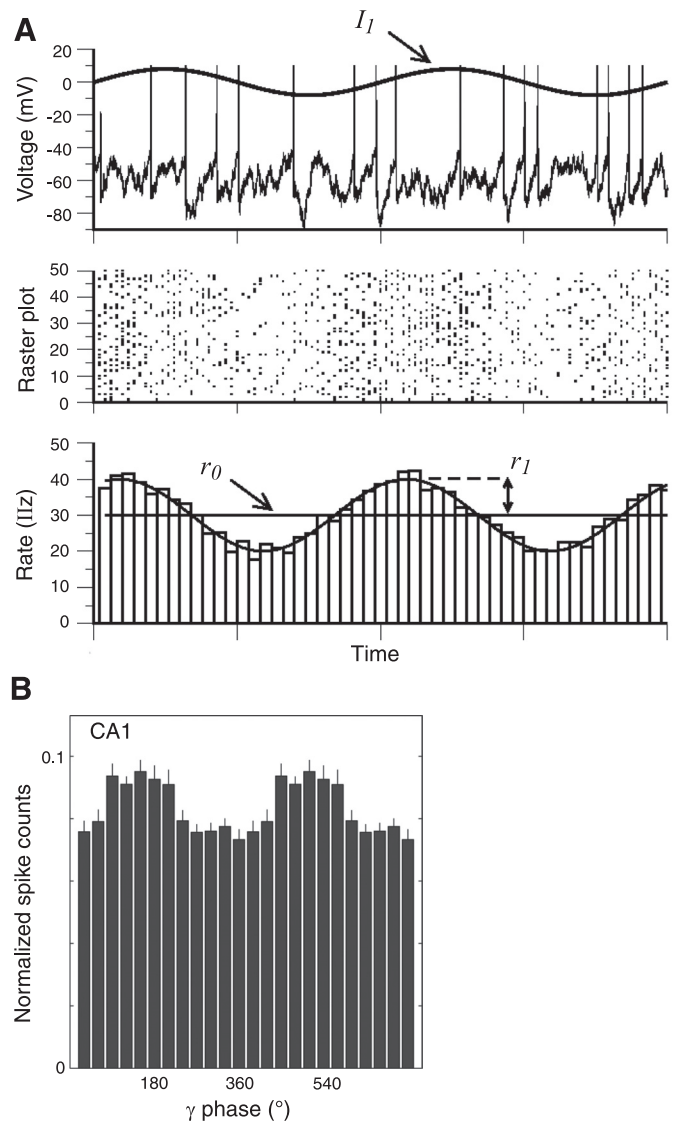 A
I1
Voltage (mV)
20
0
-20
-40
-60
-80
Raster plot
50
40
30
20
10
0
Rate (IIz)
50
40
30
20
10
0
r0
r1
Time
B
CA1
Normalized spike counts
0.1
0
180
360
540
γ phase (°)